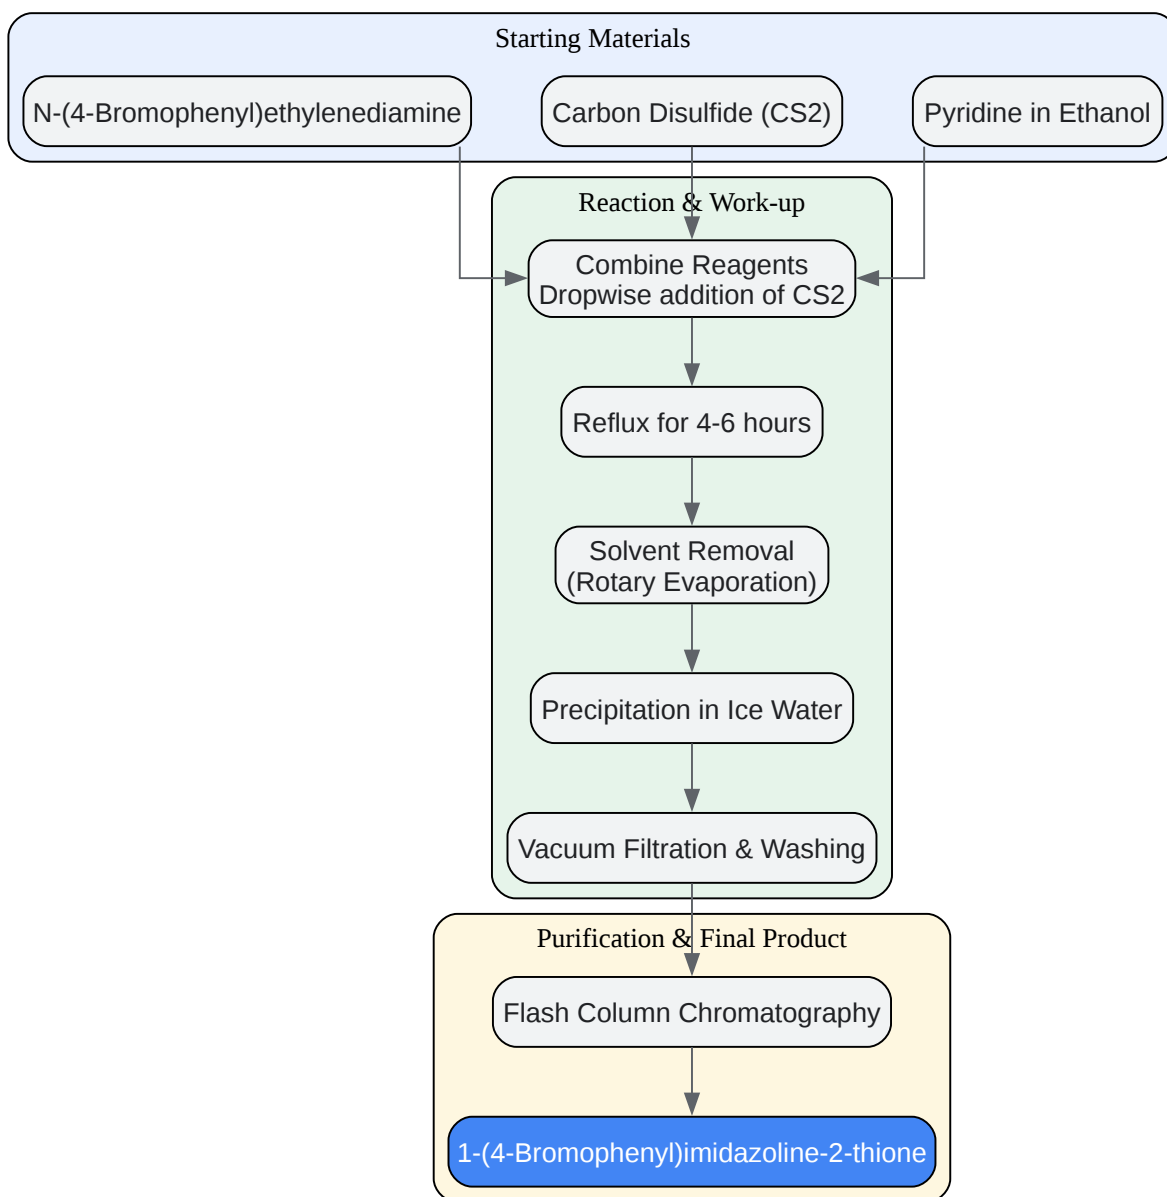 Starting Materials
N-(4-Bromophenyl)ethylenediamine
Carbon Disulfide (CS2)
Pyridine in Ethanol
Reaction & Work-up
Combine Reagents
Dropwise addition of CS2
Reflux for 4-6 hours
Solvent Removal
(Rotary Evaporation)
Precipitation in Ice Water
Vacuum Filtration & Washing
Purification & Final Product
Flash Column Chromatography
1-(4-Bromophenyl)imidazoline-2-thione